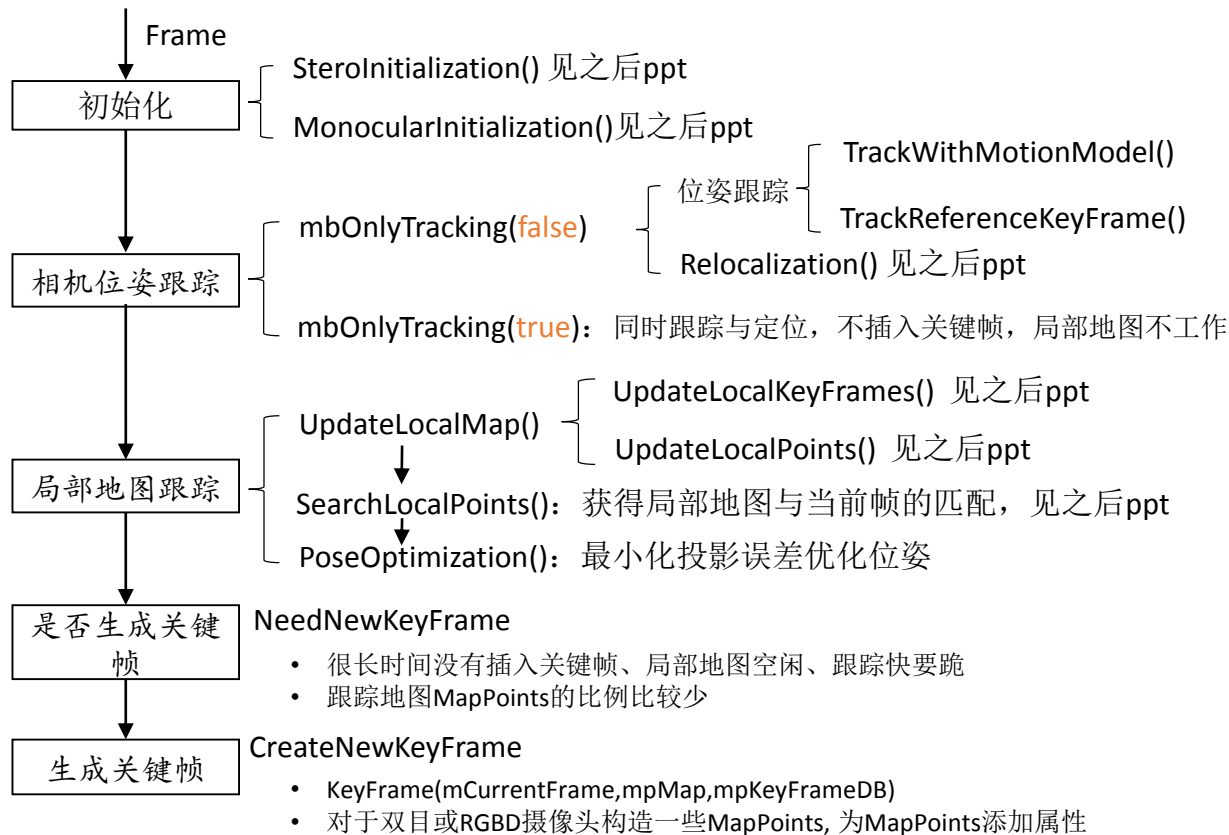 Frame
初始化
SteroInitialization() 见之后ppt
MonocularInitialization()见之后ppt
相机位姿跟踪
mbOnlyTracking(false)
位姿跟踪
TrackWithMotionModel()
TrackReferenceKeyFrame()
Relocalization() 见之后ppt
mbOnlyTracking(true)：同时跟踪与定位，不插入关键帧，局部地图不工作
局部地图跟踪
UpdateLocalMap()
UpdateLocalKeyFrames() 见之后ppt
UpdateLocalPoints() 见之后ppt
SearchLocalPoints()：获得局部地图与当前帧的匹配，见之后ppt
PoseOptimization()：最小化投影误差优化位姿
是否生成关键
帧
NeedNewKeyFrame
• 很长时间没有插入关键帧、局部地图空闲、跟踪快要跪
• 跟踪地图MapPoints的比例比较少
生成关键帧
CreateNewKeyFrame
• KeyFrame(mCurrentFrame,mpMap,mpKeyFrameDB)
• 对于双目或RGBD摄像头构造一些MapPoints, 为MapPoints添加属性